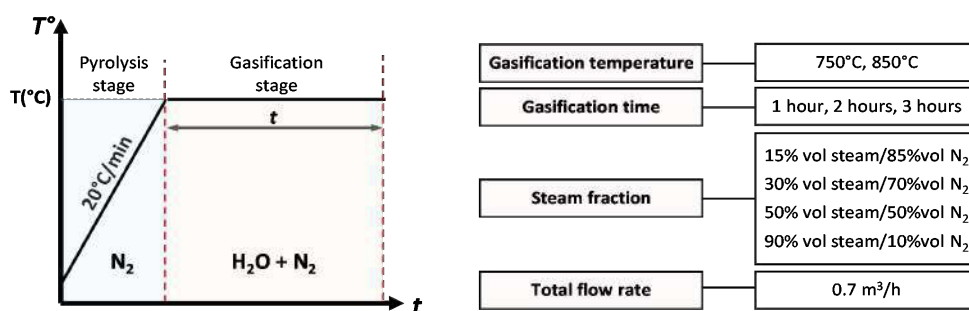 T°
Pyrolysis
stage
Gasification
stage
T(°C)
t
20°C/min
N₂
H₂O + N₂
t
Gasification temperature
750°C, 850°C
Gasification time
1 hour, 2 hours, 3 hours
Steam fraction
15% vol steam/85%vol N₂
30% vol steam/70%vol N₂
50% vol steam/50%vol N₂
90% vol steam/10%vol N₂
Total flow rate
0.7 m³/h